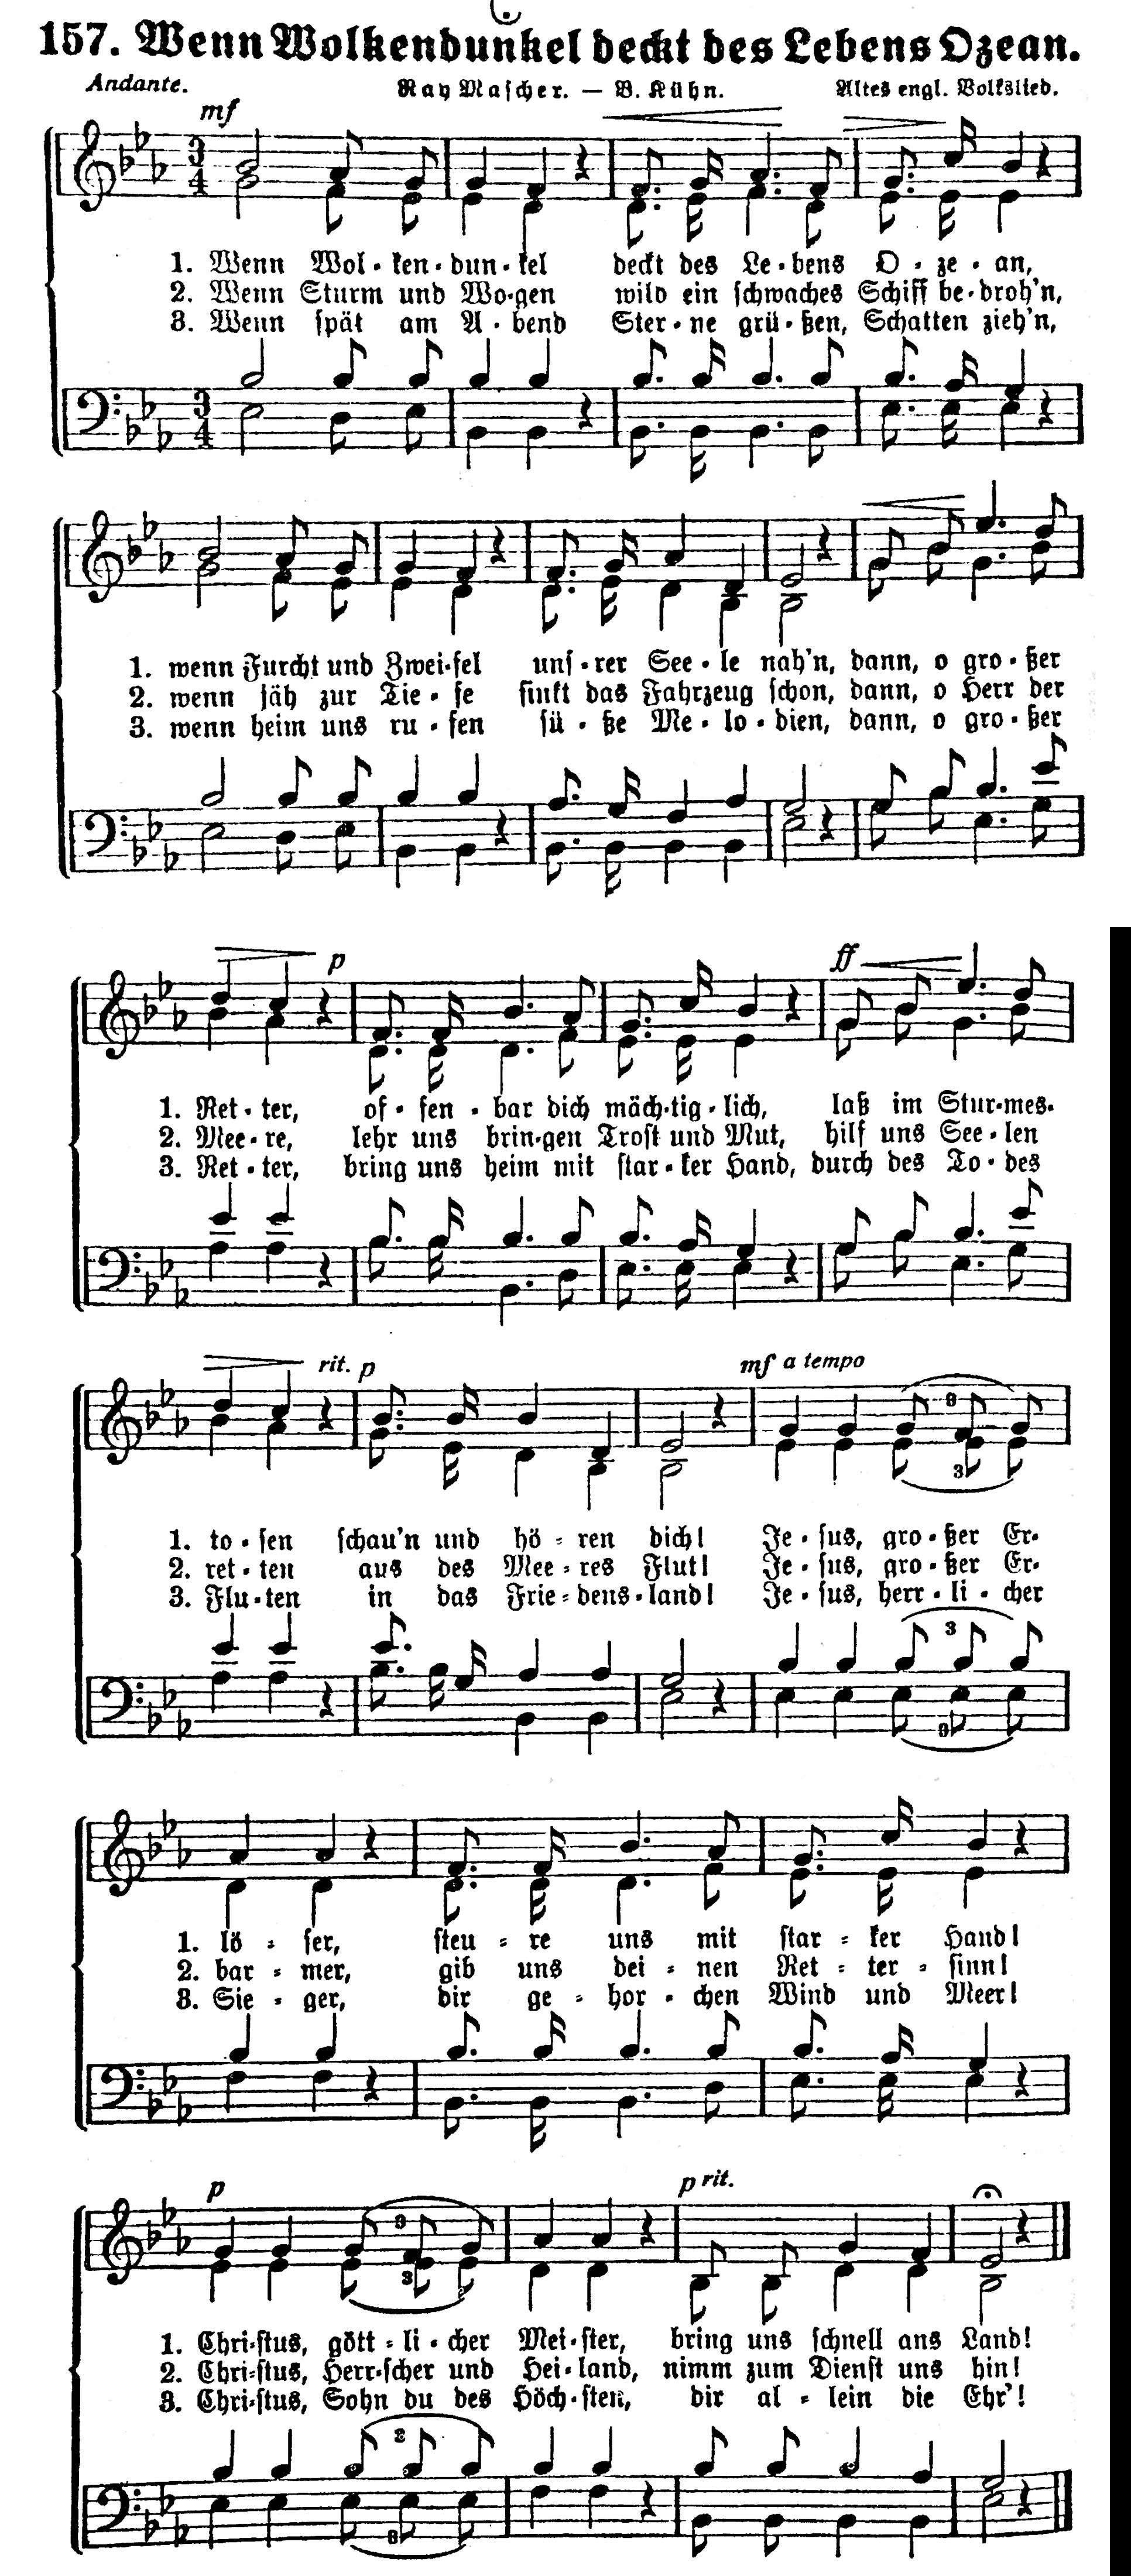 157. Wenn Wolkendunkel deckt des Lebens Ozean.
Andante. Ray Mascher. — B. Kühn. Altes engl. Volkslied.
mf
1. Wenn Wol-ken-dun-kel deckt des Le-bens O-ze-an,
2. Wenn Sturm und Wo-gen wild ein schwaches Schiff be-droh'n,
3. Wenn spät am A-bend Ster-ne grü-ßen, Schatten zieh'n,
1. wenn Furcht und Zwei-fel uns-rer See-le nah'n, dann, o gro-ßer
2. wenn jäh zur Tie-fe sinkt das Fahrzeug schon, dann, o Herr der
3. wenn heim uns ru-fen sü-ße Me-lo-dien, dann, o gro-ßer
p ff
1. Ret-ter, of-fen-bar dich mäch-tig-lich, laß im Stur-mes-
2. Mee-re, lehr uns brin-gen Trost und Mut, hilf uns See-len
3. Ret-ter, bring uns heim mit star-ker Hand, durch des To-des
rit. p mf a tempo
3
3
1. to-sen schau'n und hö-ren dich!  Je-sus, gro-ßer Er-
2. ret-ten aus des Mee-res Flut! Je-sus, gro-ßer Er-
3. Flu-ten in das Frie-dens-land! Je-sus, herr-li-cher
3
3
1. lö-ser, steu-re uns mit star-ker Hand!
2. bar-mer, gib uns dei-nen Ret-ter-sinn!
3. Sie-ger, dir ge-hor-chen Wind und Meer!
p p rit.
3
3
1. Chri-stus, gött-li-cher Mei-ster, bring uns schnell ans Land!
2. Chri-stus, Herr-scher und Hei-land, nimm zum Dienst uns hin!
3. Chri-stus, Sohn du des Höch-sten, dir al-lein die Ehr'!
3
3